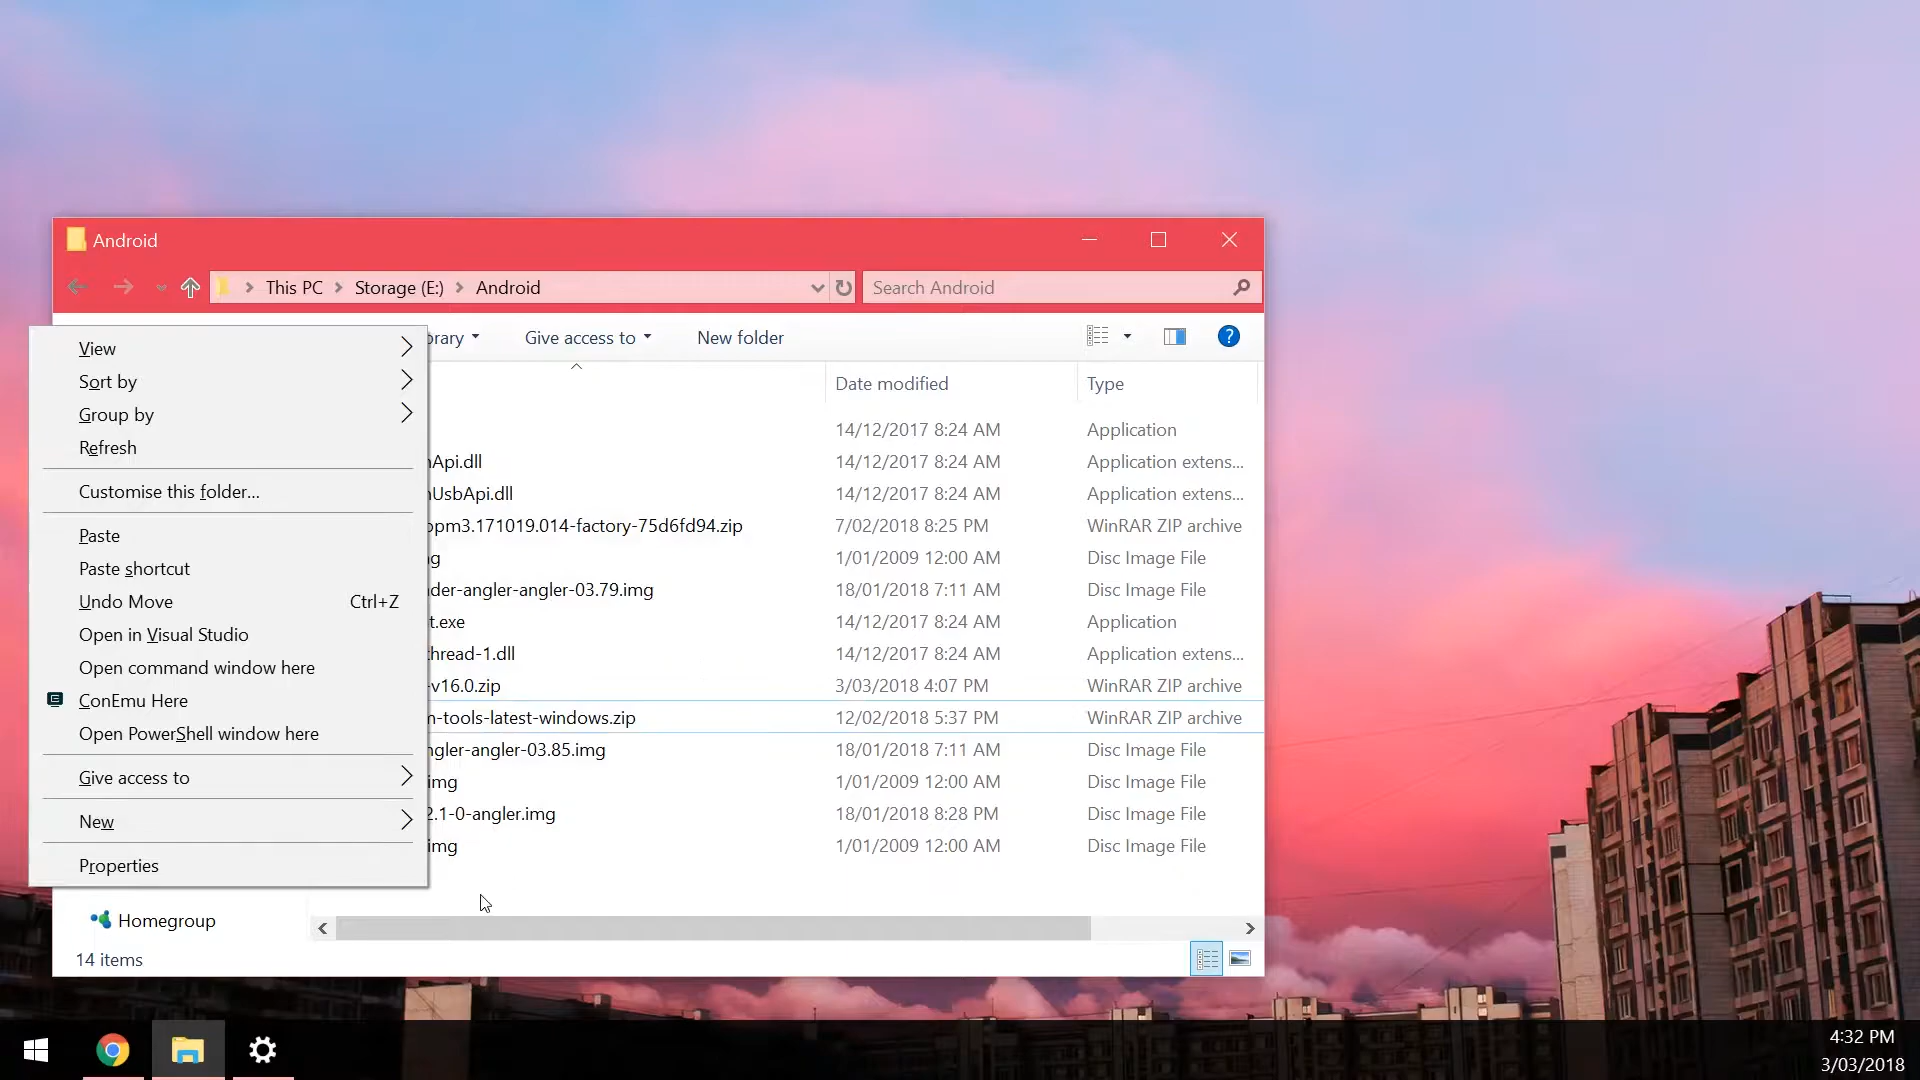 Android
This PC Storage (E:) Android Search Android
brary Give access to New folder ?
Date modified Type
14/12/2017 8:24 AM Application
nApi.dll 14/12/2017 8:24 AM Application extens...
nUsbApi.dll 14/12/2017 8:24 AM Application extens...
opm3.171019.014-factory-75d6fd94.zip 7/02/2018 8:25 PM WinRAR ZIP archive
g 1/01/2009 12:00 AM Disc Image File
der-angler-angler-03.79.img 18/01/2018 7:11 AM Disc Image File
t.exe 14/12/2017 8:24 AM Application
hread-1.dll 14/12/2017 8:24 AM Application extens...
-v16.0.zip 3/03/2018 4:07 PM WinRAR ZIP archive
m-tools-latest-windows.zip 12/02/2018 5:37 PM WinRAR ZIP archive
ngler-angler-03.85.img 18/01/2018 7:11 AM Disc Image File
img 1/01/2009 12:00 AM Disc Image File
2.1-0-angler.img 18/01/2018 8:28 PM Disc Image File
img 1/01/2009 12:00 AM Disc Image File
View
Sort by
Group by
Refresh
Customise this folder...
Paste
Paste shortcut
Undo Move Ctrl+Z
Open in Visual Studio
Open command window here
ConEmu Here
Open PowerShell window here
Give access to
New
Properties
Homegroup
14 items
4:32 PM
3/03/2018